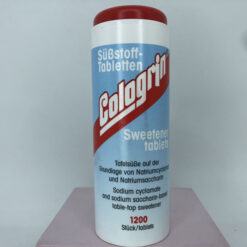 Süßstoff-
Tabletten
Cologrin
Sweetener
tablets
Tafelsüße auf der
Grundlage von Natriumcyclamat
und Natriumsaccharin
Sodium cyclamate
and sodium saccharin-based
table-top sweetener
1200
Stück/tablets